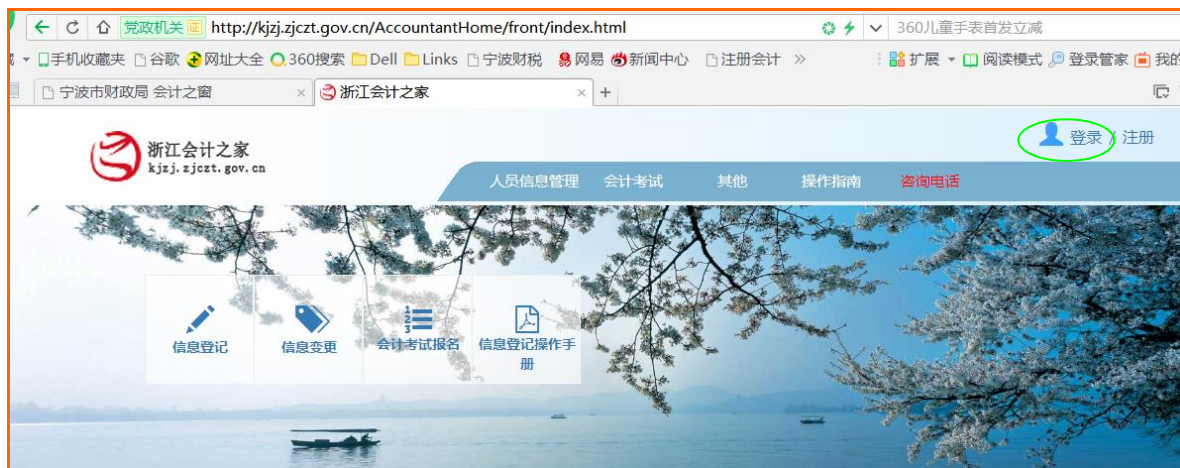 党政机关 证 http://kjzj.zjczt.gov.cn/AccountantHome/front/index.html 360儿童手表首发立减
手机收藏夹 谷歌 网址大全 360搜索 Dell Links 宁波财税 网易 新闻中心 注册会计 » 扩展 阅读模式 登录管家 我的
宁波市财政局 会计之窗 × 浙江会计之家 × +
登录 / 注册
浙江会计之家
kjzj.zjczt.gov.cn
人员信息管理 会计考试 其他 操作指南 咨询电话
信息登记 信息变更 会计考试报名 信息登记操作手
册